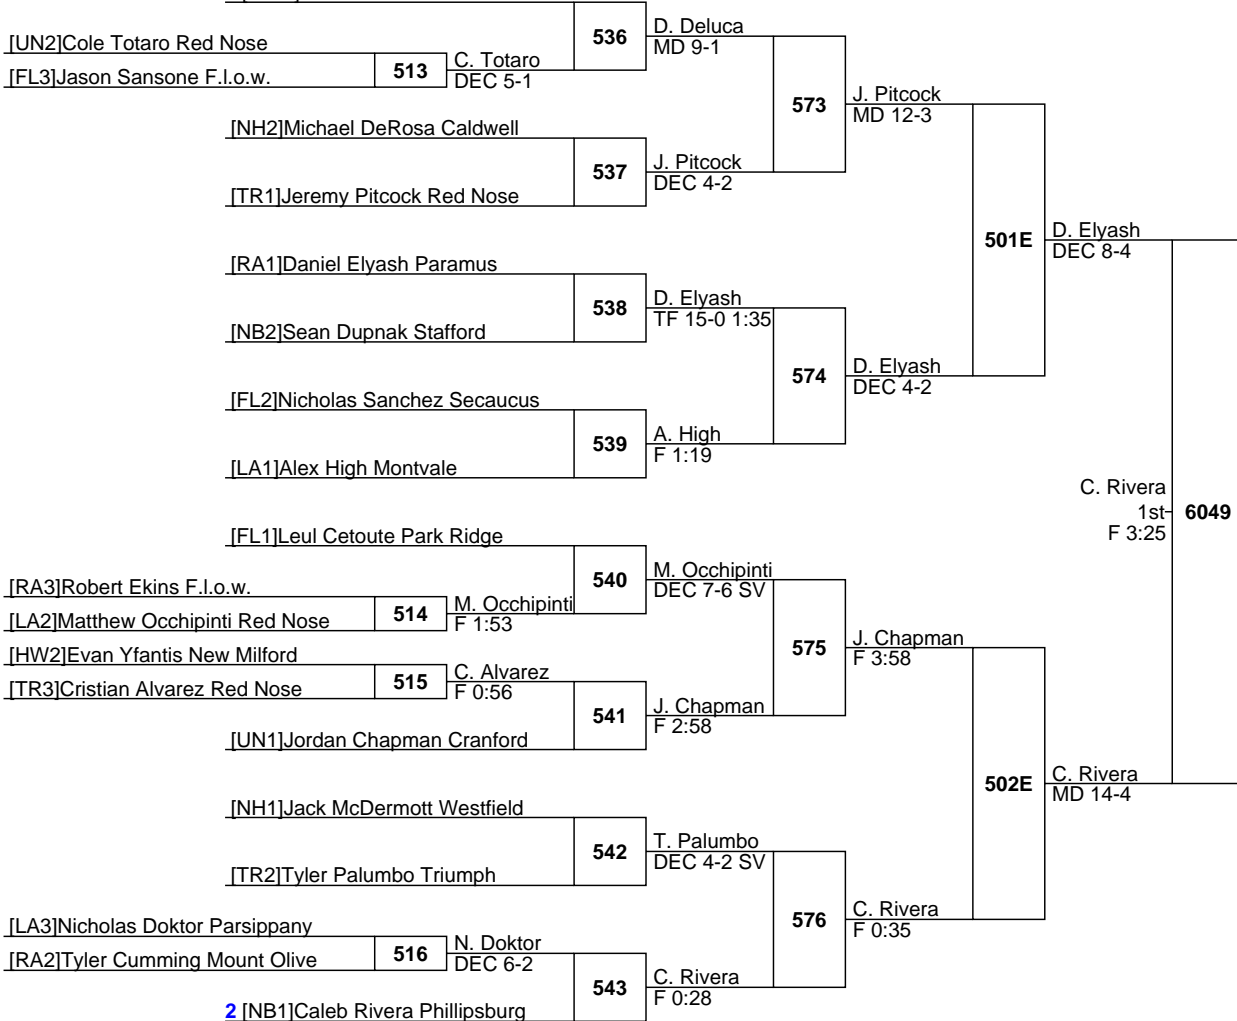 536
D. Deluca
MD 9-1
[UN2]Cole Totaro Red Nose
[FL3]Jason Sansone F.l.o.w.
513
C. Totaro
DEC 5-1
573
J. Pitcock
MD 12-3
[NH2]Michael DeRosa Caldwell
537
J. Pitcock
DEC 4-2
[TR1]Jeremy Pitcock Red Nose
501E
D. Elyash
DEC 8-4
[RA1]Daniel Elyash Paramus
538
D. Elyash
TF 15-0 1:35
[NB2]Sean Dupnak Stafford
574
D. Elyash
DEC 4-2
[FL2]Nicholas Sanchez Secaucus
539
A. High
F 1:19
[LA1]Alex High Montvale
C. Rivera
1st
F 3:25
6049
[FL1]Leul Cetoute Park Ridge
540
M. Occhipinti
DEC 7-6 SV
[RA3]Robert Ekins F.l.o.w.
[LA2]Matthew Occhipinti Red Nose
514
M. Occhipinti
F 1:53
575
J. Chapman
F 3:58
[HW2]Evan Yfantis New Milford
[TR3]Cristian Alvarez Red Nose
515
C. Alvarez
F 0:56
541
J. Chapman
F 2:58
[UN1]Jordan Chapman Cranford
502E
C. Rivera
MD 14-4
[NH1]Jack McDermott Westfield
542
T. Palumbo
DEC 4-2 SV
[TR2]Tyler Palumbo Triumph
576
C. Rivera
F 0:35
[LA3]Nicholas Doktor Parsippany
[RA2]Tyler Cumming Mount Olive
516
N. Doktor
DEC 6-2
543
C. Rivera
F 0:28
2 [NB1]Caleb Rivera Phillipsburg